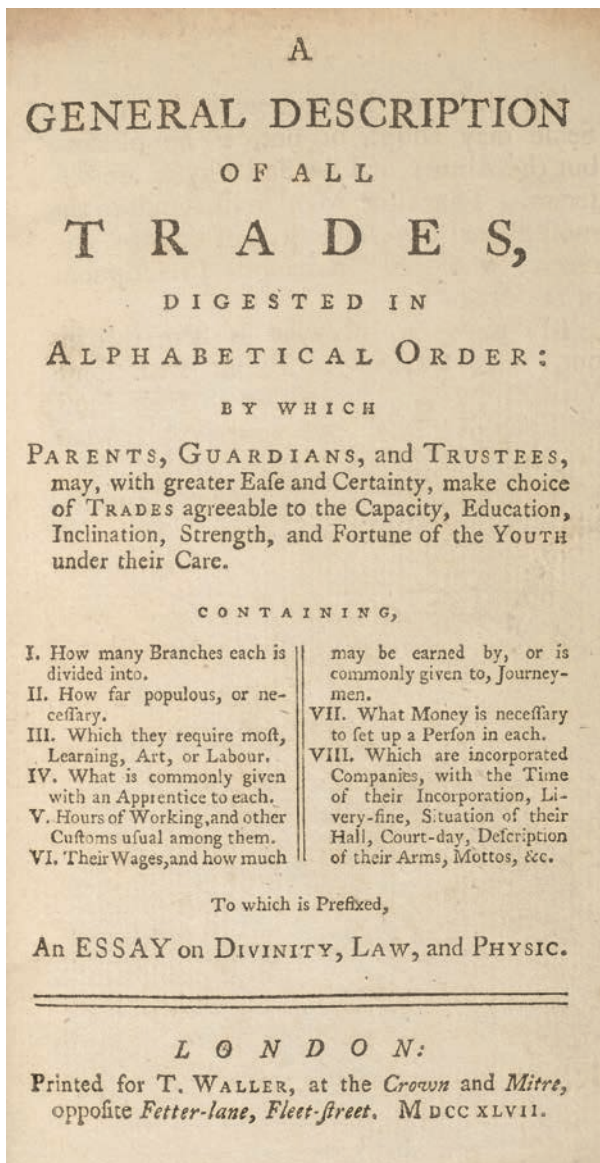 A
GENERAL DESCRIPTION
OF ALL
TRADES,
DIGESTED IN
ALPHABETICAL ORDER:
BY WHICH
PARENTS, GUARDIANS, and TRUSTEES,
may, with greater Eaſe and Certainty, make choice
of TRADES agreeable to the Capacity, Education,
Inclination, Strength, and Fortune of the YOUTH
under their Care.
CONTAINING,
I. How many Branches each is
divided into.
II. How far populous, or ne-
ceſſary.
III. Which they require moſt,
Learning, Art, or Labour.
IV. What is commonly given
with an Apprentice to each.
V. Hours of Working, and other
Cuſtoms uſual among them.
VI. Their Wages, and how much
may be earned by, or is
commonly given to, Journey-
men.
VII. What Money is neceſſary
to ſet up a Perſon in each.
VIII. Which are incorporated
Companies, with the Time
of their Incorporation, Li-
very-fine, Situation of their
Hall, Court-day, Deſcription
of their Arms, Mottos, &c.
To which is Prefixed,
An ESSAY on DIVINITY, LAW, and PHYSIC.
LONDON:
Printed for T. WALLER, at the Crown and Mitre,
oppoſite Fetter-lane, Fleet-ſtreet. MDCCXLVII.